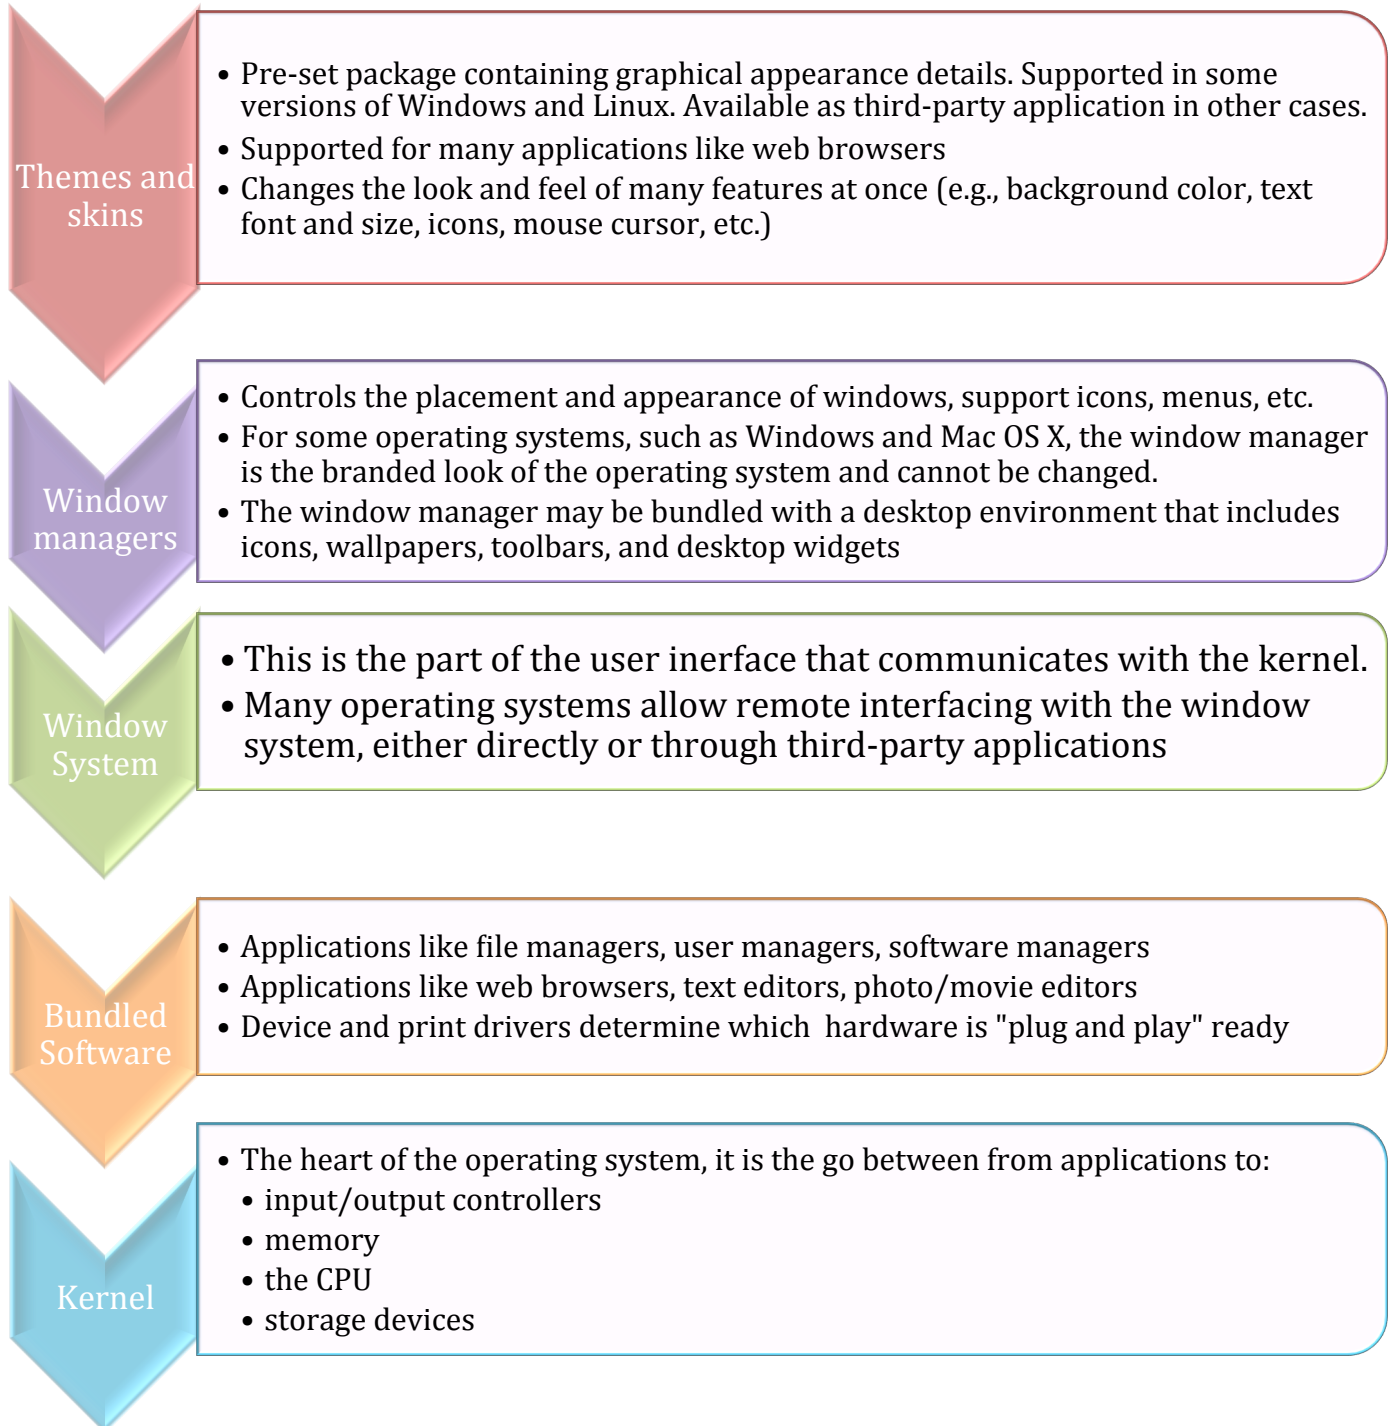 Themes and
skins
• Pre-set package containing graphical appearance details. Supported in some
versions of Windows and Linux. Available as third-party application in other cases.
• Supported for many applications like web browsers
• Changes the look and feel of many features at once (e.g., background color, text
font and size, icons, mouse cursor, etc.)
Window
managers
• Controls the placement and appearance of windows, support icons, menus, etc.
• For some operating systems, such as Windows and Mac OS X, the window manager
is the branded look of the operating system and cannot be changed.
• The window manager may be bundled with a desktop environment that includes
icons, wallpapers, toolbars, and desktop widgets
Window
System
• This is the part of the user inerface that communicates with the kernel.
• Many operating systems allow remote interfacing with the window
system, either directly or through third-party applications
Bundled
Software
• Applications like file managers, user managers, software managers
• Applications like web browsers, text editors, photo/movie editors
• Device and print drivers determine which  hardware is "plug and play" ready
Kernel
• The heart of the operating system, it is the go between from applications to:
• input/output controllers
• memory
• the CPU
• storage devices